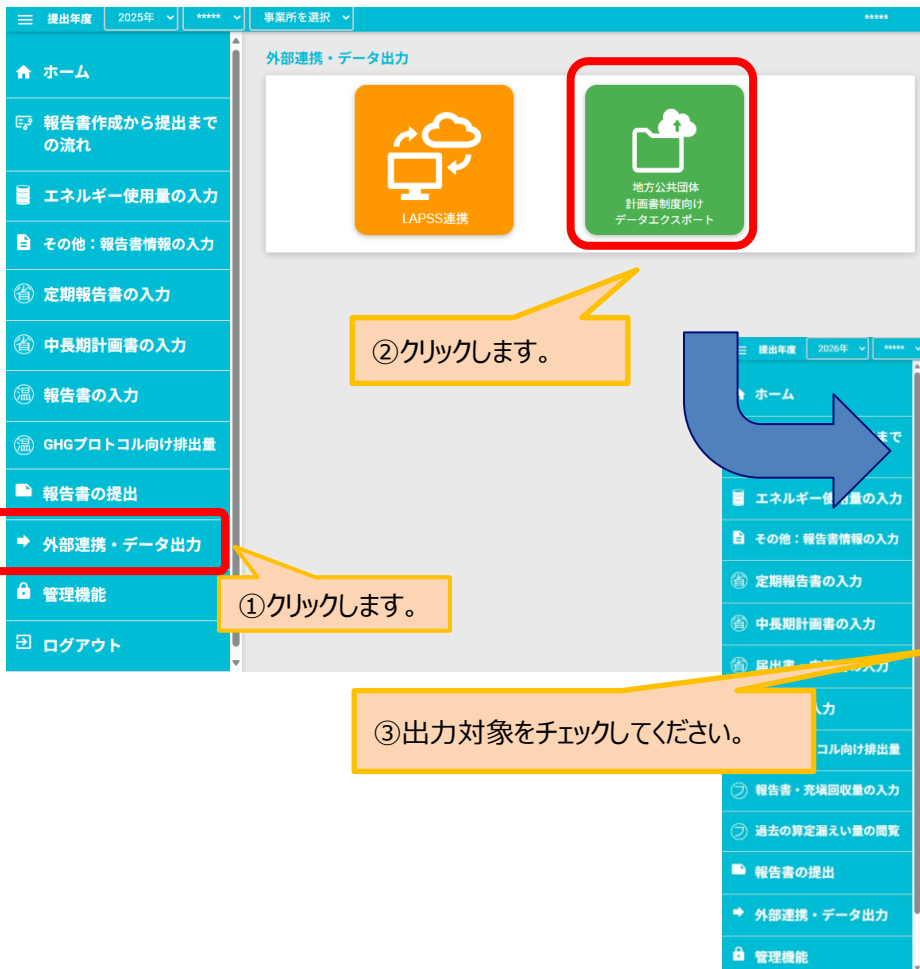 提出年度 2025年 ***** 事業所を選択 *****
ホーム
報告書作成から提出まで
の流れ
エネルギー使用量の入力
その他：報告書情報の入力
省 定期報告書の入力
省 中長期計画書の入力
温 報告書の入力
温 GHGプロトコル向け排出量
報告書の提出
外部連携・データ出力
管理機能
ログアウト
外部連携・データ出力
LAPSS連携
地方公共団体
計画書制度向け
データエクスポート
②クリックします。
①クリックします。
③出力対象をチェックしてください。
提出年度 2026年 *****
ホーム
まで
エネルギー使用量の入力
その他：報告書情報の入力
省 定期報告書の入力
省 中長期計画書の入力
省 の入力
入力
コル向け排出量
フ 報告書・充塡回収量の入力
フ 過去の算定漏えい量の閲覧
報告書の提出
外部連携・データ出力
管理機能